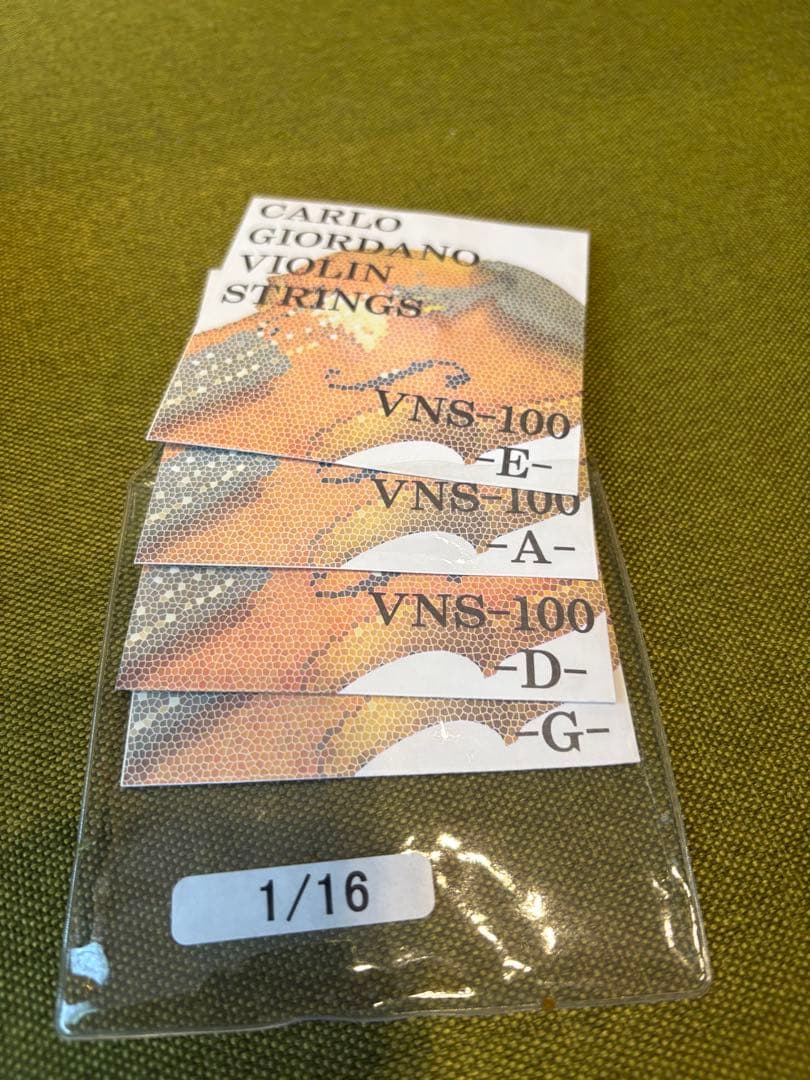 CARLO
GIORDANO
VIOLIN
STRINGS
VNS-100
-E-
VNS-100
-A-
VNS-100
-D-
-G-
1/16